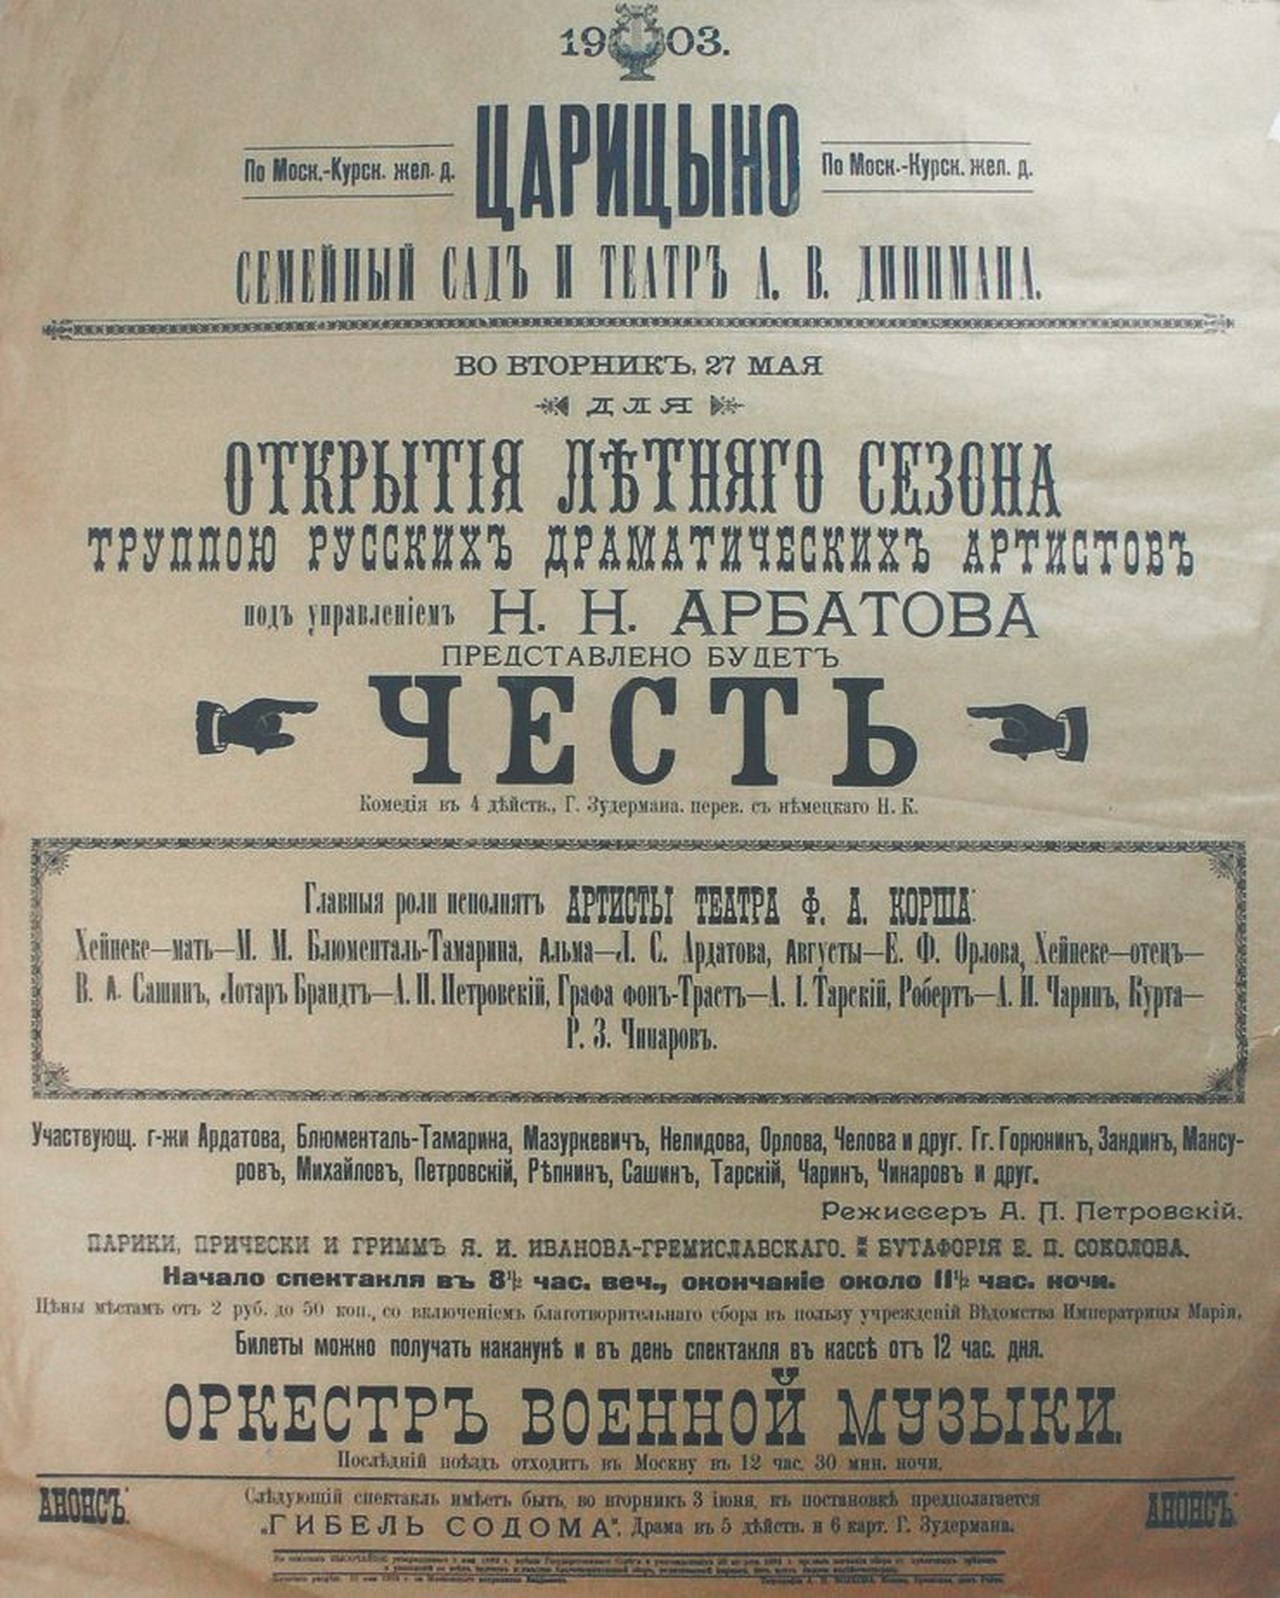 1903.
По Моск.-Курск. жел. д. ЦАРИЦЫНО По Моск.-Курск. жел. д.
СЕМЕЙНЫЙ САДЪ И ТЕАТРЪ А. В. ДИПМАНА.
ВО ВТОРНИКЪ, 27 МАЯ
ДЛЯ
ОТКРЫТІЯ ЛѢТНЯГО СЕЗОНА
ТРУППОЮ РУССКИХЪ ДРАМАТИЧЕСКИХЪ АРТИСТОВЪ
подъ управленіемъ Н. Н. АРБАТОВА
ПРЕДСТАВЛЕНО БУДЕТЪ
ЧЕСТЬ
Комедія въ 4 дѣйств., Г. Зудермана. перев. съ нѣмецкаго Н. К.
Главныя роли исполнятъ АРТИСТЫ ТЕАТРА Ф. А. КОРША:
Хейнеке—мать—М. М. Блюменталь-Тамарина, Альма—Л. С. Ардатова, Августы—Е. Ф. Орлова, Хейнеке—отецъ—
В. А. Сашинъ, Лотаръ Брандтъ—А. П. Петровскій, Графа фонъ-Трастъ—А. І. Тарскій, Робертъ—А. И. Чаринъ, Курта—
Р. З. Чинаровъ.
Участвующ. г-жи Ардатова, Блюменталь-Тамарина, Мазуркевичъ, Нелидова, Орлова, Челова и друг. Гг. Горюнинъ, Зандинъ, Мансу-
ровъ, Михайлевъ, Петровскій, Рѣпнинъ, Сашинъ, Тарскій, Чаринъ, Чинаровъ и друг.
Режиссеръ А. П. Петровскій.
ПАРИКИ, ПРИЧЕСКИ И ГРИММЪ Я. И. ИВАНОВА-ГРЕМИСЛАВСКАГО. БУТАФОРІЯ Е. П. СОКОЛОВА.
Начало спектакля въ 8½ час. веч., окончаніе около 11½ час. ночи.
Цѣны мѣстамъ отъ 2 руб. до 50 коп., со включеніемъ благотворительнаго сбора въ пользу учрежденій Вѣдомства Императрицы Маріи.
Билеты можно получать наканунѣ и въ день спектакля въ кассѣ отъ 12 час. дня.
ОРКЕСТРЪ ВОЕННОЙ МУЗЫКИ.
Послѣдній поѣздъ отходитъ въ Москву въ 12 час. 30 мин. ночи.
АНОНСЪ: Слѣдующій спектакль имѣетъ быть, во вторникъ 3 іюня, къ постановкѣ предполагается АНОНСЪ:
„ГИБЕЛЬ СОДОМА". Драма въ 5 дѣйств. и 6 карт. Г. Зудермана.